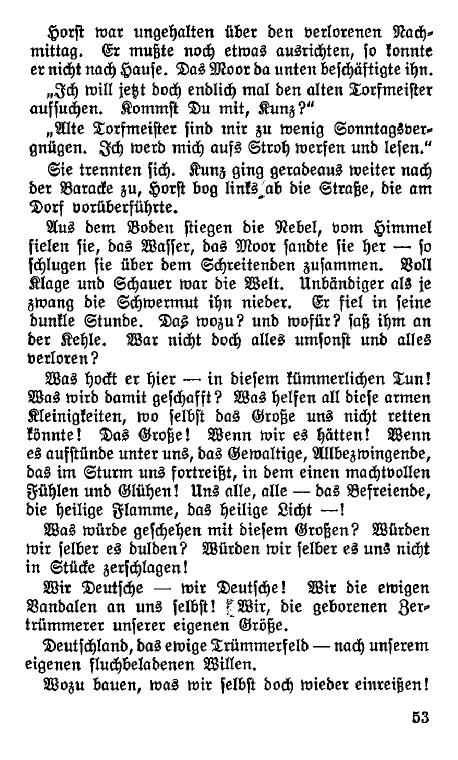 Horst war ungehalten über den verlorenen Nach-
mittag. Er mußte noch etwas ausrichten, so konnte
er nicht nach Hause. Das Moor da unten beschäftigte ihn.
„Ich will jetzt doch endlich mal den alten Torfmeister
aufsuchen. Kommst Du mit, Kunz?“
„Alte Torfmeister sind mir zu wenig Sonntagsver-
gnügen. Ich werd mich aufs Stroh werfen und lesen.“
Sie trennten sich. Kunz ging geradeaus weiter nach
der Baracke zu, Horst bog links ab die Straße, die am
Dorf vorüberführte.
Aus dem Boden stiegen die Nebel, vom Himmel
fielen sie, das Wasser, das Moor sandte sie her — so
schlugen sie über dem Schreitenden zusammen. Voll
Klage und Schauer war die Welt. Unbändiger als je
zwang die Schwermut ihn nieder. Er fiel in seine
dunkle Stunde. Das wozu? und wofür? saß ihm an
der Kehle. War nicht doch alles umsonst und alles
verloren?
Was hockt er hier — in diesem kümmerlichen Tun!
Was wird damit geschafft? Was helfen all diese armen
Kleinigkeiten, wo selbst das Große uns nicht retten
könnte! Das Große! Wenn wir es hätten! Wenn
es aufstünde unter uns, das Gewaltige, Allbezwingende,
das im Sturm uns fortreißt, in dem einen machtvollen
Fühlen und Glühen! Uns alle, alle — das Befreiende,
die heilige Flamme, das heilige Licht —!
Was würde geschehen mit diesem Großen? Würden
wir selber es dulden? Würden wir selber es uns nicht
in Stücke zerschlagen!
Wir Deutsche — wir Deutsche! Wir die ewigen
Vandalen an uns selbst! Wir, die geborenen Zer-
trümmerer unserer eigenen Größe.
Deutschland, das ewige Trümmerfeld — nach unserem
eigenen fluchbeladenen Willen.
Wozu bauen, was wir selbst doch wieder einreißen!
53